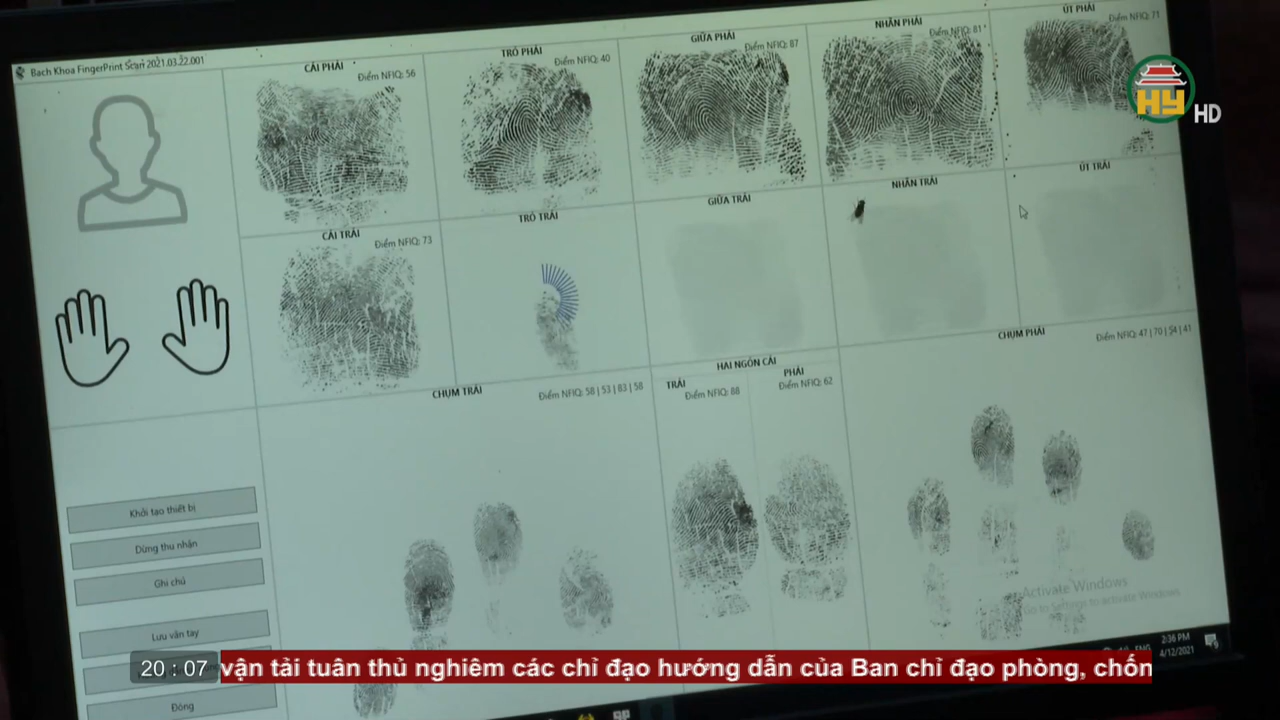 Bach Khoa FingerPrint Scan 2021.03.22.001
CÁI PHẢI
Điểm NFIQ: 56
TRỎ PHẢI
Điểm NFIQ: 40
GIỮA PHẢI
Điểm NFIQ: 87
NHẪN PHẢI
Điểm NFIQ: 81
ÚT PHẢI
Điểm NFIQ: 71
HY HD
CÁI TRÁI
Điểm NFIQ: 73
TRỎ TRÁI
GIỮA TRÁI
NHẪN TRÁI
ÚT TRÁI
CHỤM TRÁI
Điểm NFIQ: 58 | 53 | 83 | 58
HAI NGÓN CÁI
TRÁI
Điểm NFIQ: 88
PHẢI
Điểm NFIQ: 62
CHỤM PHẢI
Điểm NFIQ: 47 | 70 | 54 | 41
Khởi tạo thiết bị
Dừng thu nhận
Ghi chú
Lưu vân tay
Đóng
Activate Windows
Go to Settings to activate Windows.
ENG
2:36 PM
4/12/2021
20 : 07
vận tải tuân thủ nghiêm các chỉ đạo hướng dẫn của Ban chỉ đạo phòng, chốn